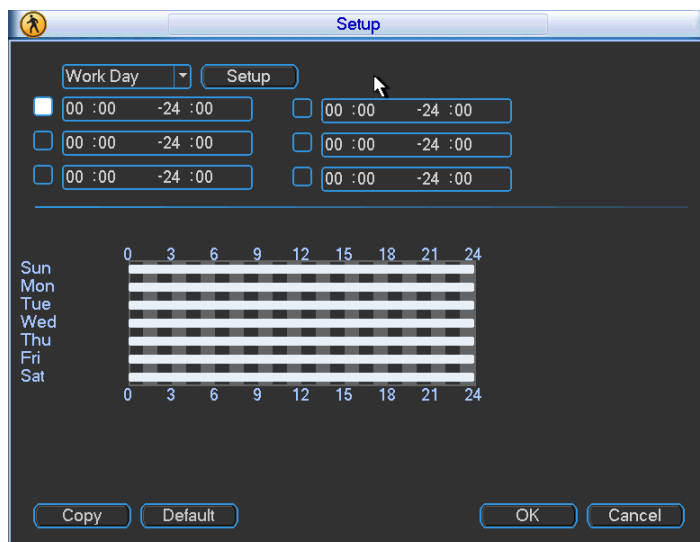 Setup
Work Day Setup
00 :00 -24 :00 00 :00 -24 :00
00 :00 -24 :00 00 :00 -24 :00
00 :00 -24 :00 00 :00 -24 :00
0 3 6 9 12 15 18 21 24
Sun
Mon
Tue
Wed
Thu
Fri
Sat
0 3 6 9 12 15 18 21 24
Copy Default OK Cancel